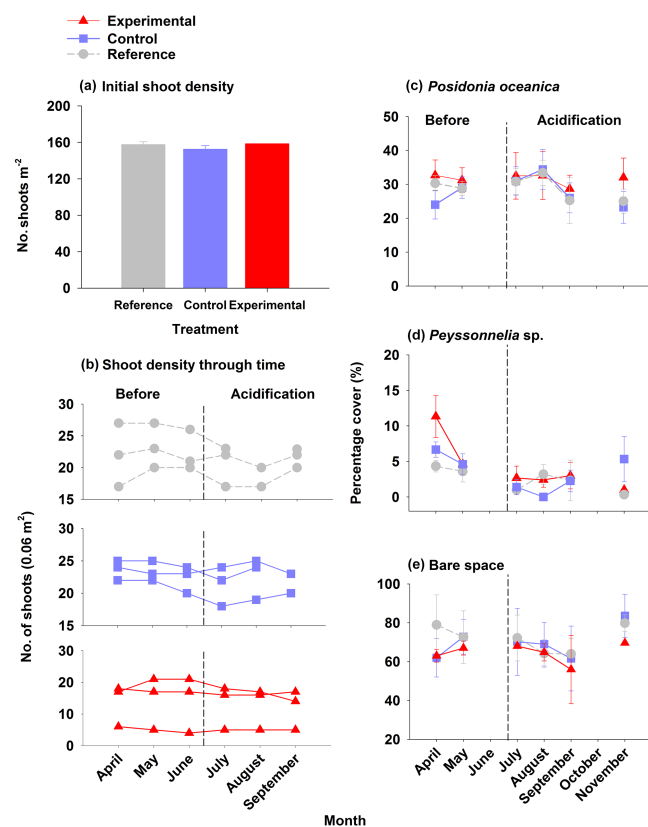 Experimental
Control
Reference
(a) Initial shoot density
No. shoots m-2
200
160
120
80
40
0
Reference Control Experimental
Treatment
(b) Shoot density through time
Before Acidification
30
25
20
15
30
25
20
15
30
20
10
0
No. of shoots (0.06 m2)
April May June July August September
(c) Posidonia oceanica
Before Acidification
50
40
30
20
10
0
(d) Peyssonnelia sp.
20
15
10
5
0
Percentage cover (%)
(e) Bare space
100
80
60
40
20
April May June July August September October November
Month